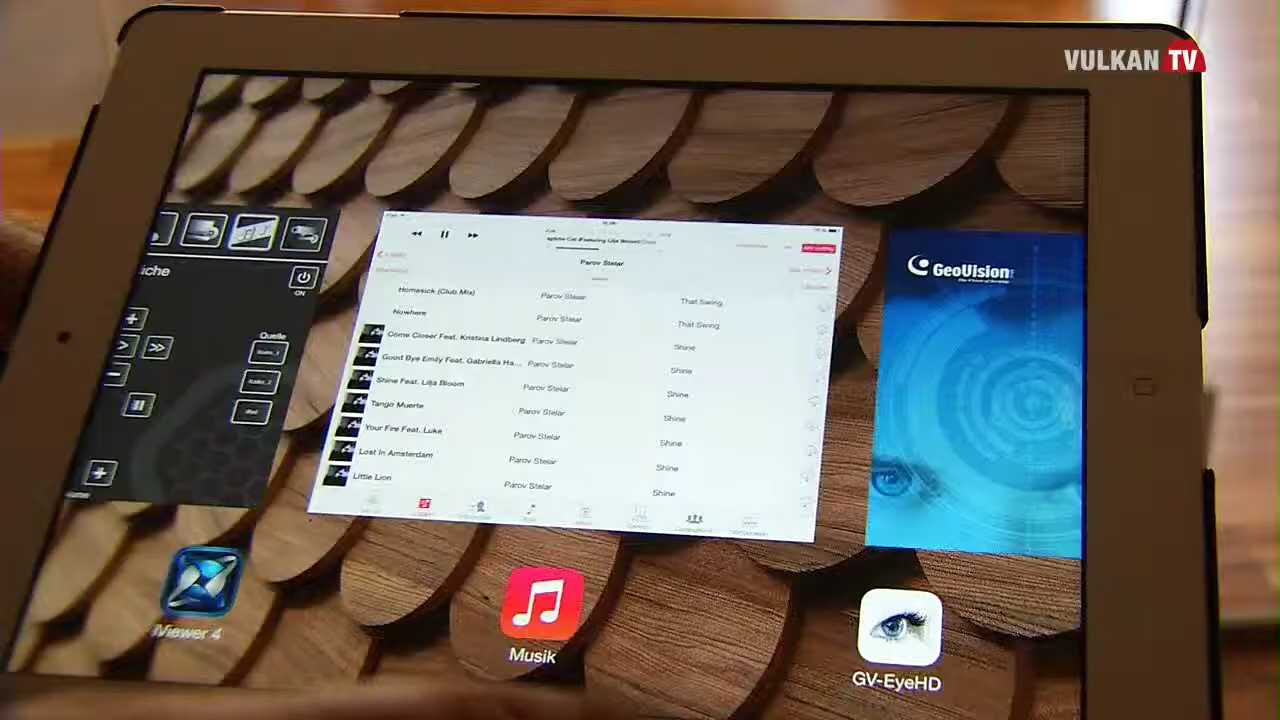 VULKAN TV
ON
Quelle
Parov Stelar
Homesick (Club Mix) Parov Stelar That Swing
Nowhere Parov Stelar That Swing
Come Closer Feat. Kristina Lindberg Parov Stelar Shine
Good Bye Emily Feat. Gabriella Ha... Parov Stelar Shine
Shine Feat. Lilja Bloom Parov Stelar Shine
Tango Muerte Parov Stelar Shine
Your Fire Feat. Luke Parov Stelar Shine
Lost In Amsterdam Parov Stelar Shine
Little Lion Parov Stelar Shine
GeoVision
iViewer 4
Musik
GV-EyeHD